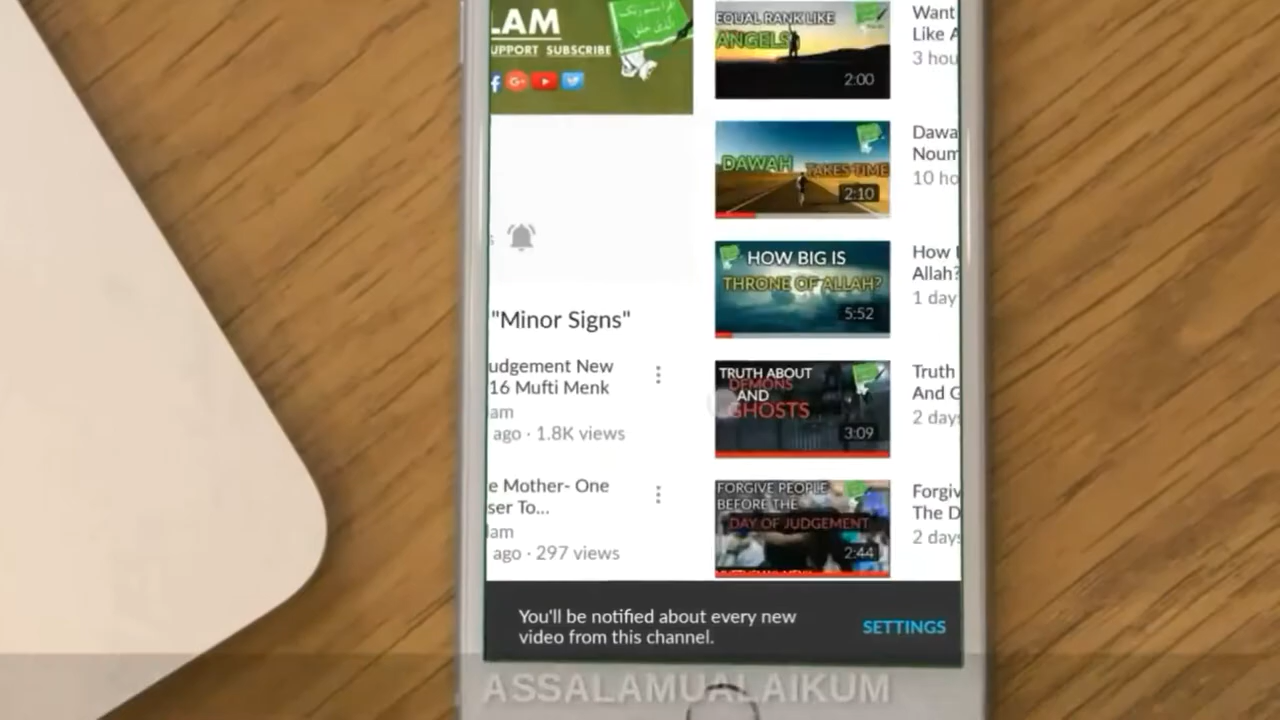 LAM
UPPORT SUBSCRIBE
"Minor Signs"
udgement New
16 Mufti Menk
am
ago · 1.8K views
e Mother- One
ser To...
lam
ago · 297 views
EQUAL RANK LIKE
ANGELS
2:00
Want
Like A
3 hou
DAWAH
TAKES TIME
2:10
Dawa
Noum
10 ho
HOW BIG IS
THRONE OF ALLAH?
5:52
How
Allah?
1 day
TRUTH ABOUT
DEMONS
AND
GHOSTS
3:09
Truth
And G
2 days
FORGIVE PEOPLE
BEFORE THE
DAY OF JUDGEMENT
2:44
Forgiv
The D
2 days
You'll be notified about every new
video from this channel.
SETTINGS
ASSALAMUALAIKUM